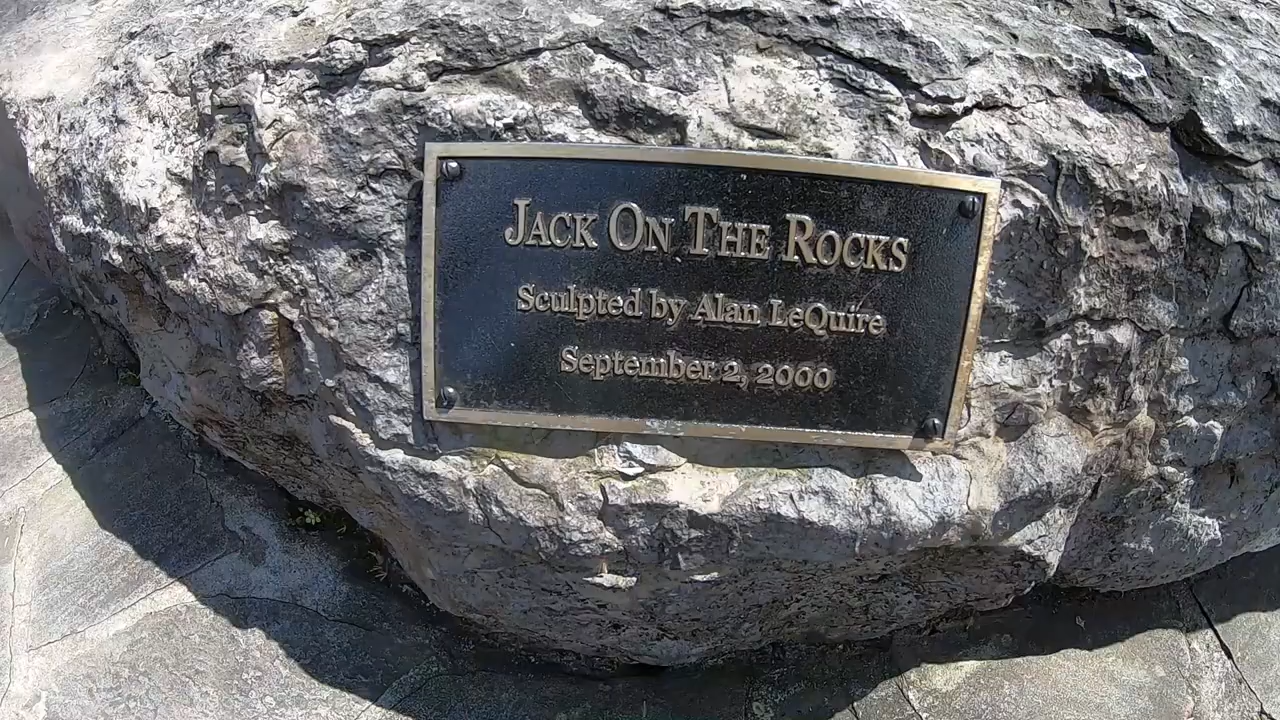 JACK ON THE ROCKS
Sculpted by Alan LeQuire
September 2, 2000